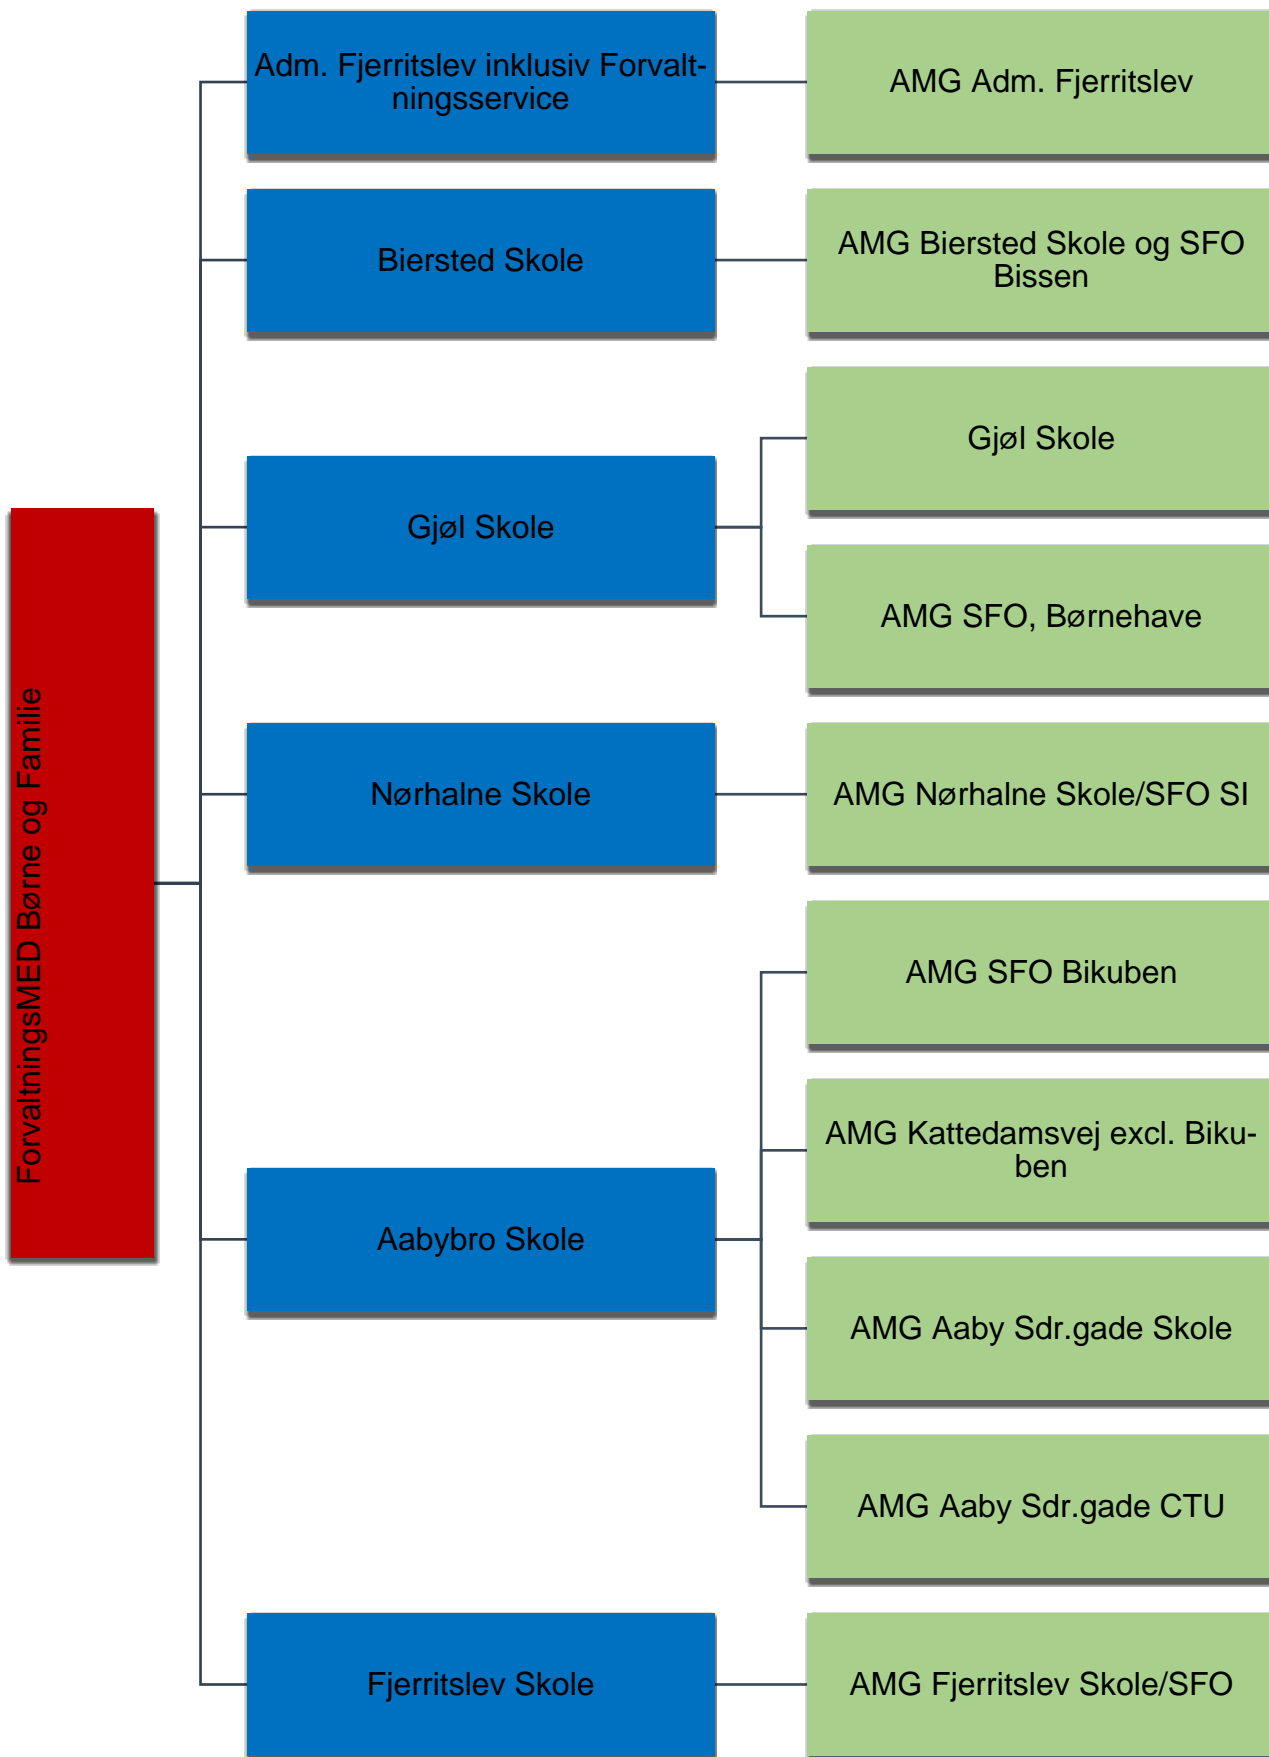 ForvaltningsMED Børne og Familie
Adm. Fjerritslev inklusiv Forvalt-
ningsservice
AMG Adm. Fjerritslev
Biersted Skole
AMG Biersted Skole og SFO
Bissen
Gjøl Skole
Gjøl Skole
AMG SFO, Børnehave
Nørhalne Skole
AMG Nørhalne Skole/SFO SI
Aabybro Skole
AMG SFO Bikuben
AMG Kattedamsvej excl. Biku-
ben
AMG Aaby Sdr.gade Skole
AMG Aaby Sdr.gade CTU
Fjerritslev Skole
AMG Fjerritslev Skole/SFO